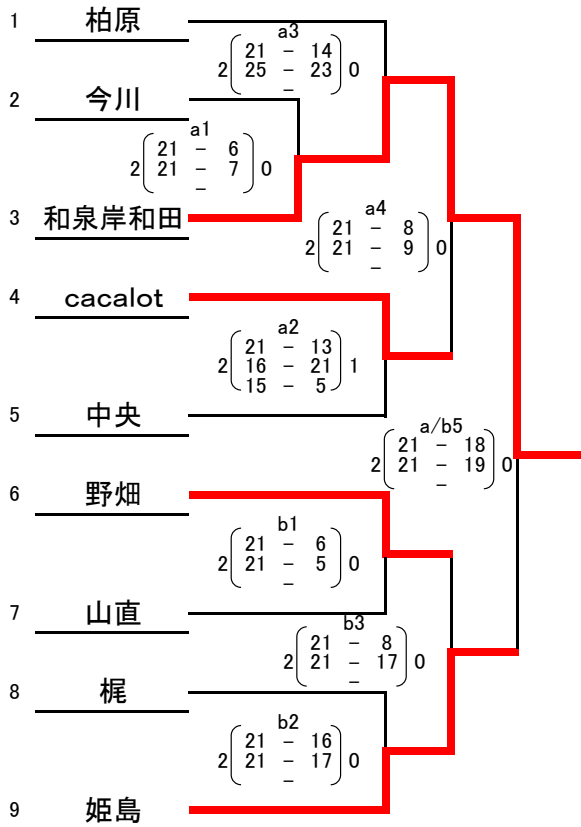 1 柏原
a3
21 − 14
2 25 − 23 0
−
2 今川
a1
21 − 6
2 21 − 7 0
−
3 和泉岸和田
a4
21 − 8
2 21 − 9 0
−
4 cacalot
a2
21 − 13
2 16 − 21 1
15 − 5
5 中央
a/b5
21 − 18
2 21 − 19 0
−
6 野畑
b1
21 − 6
2 21 − 5 0
−
7 山直
b3
21 − 8
2 21 − 17 0
−
8 梶
b2
21 − 16
2 21 − 17 0
−
9 姫島